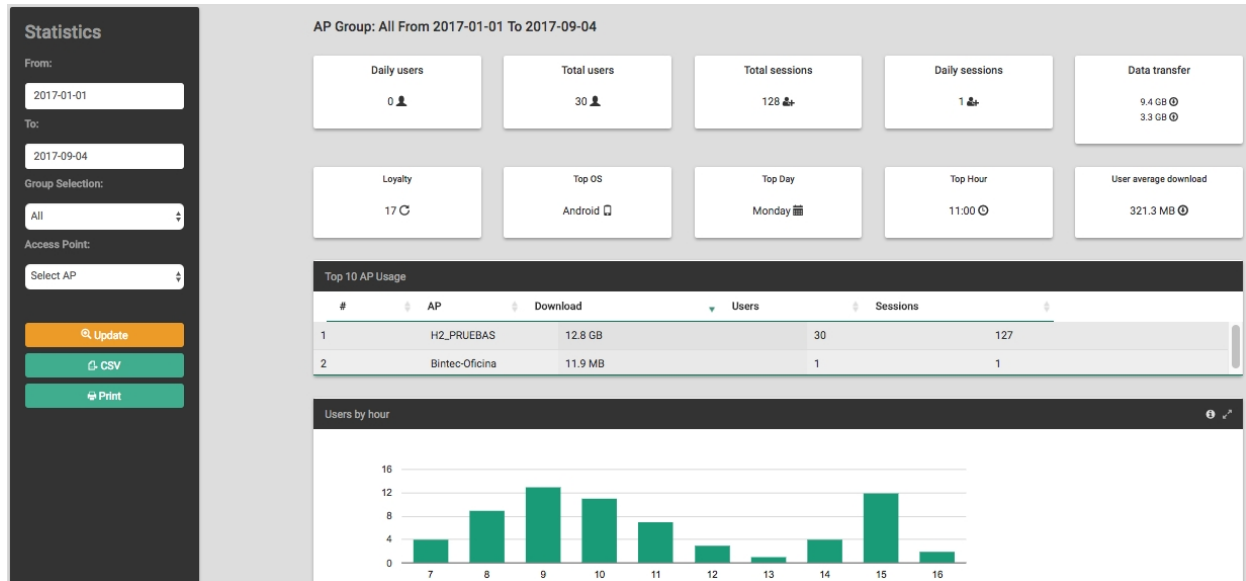 Statistics
From:
2017-01-01
To:
2017-09-04
Group Selection:
All
Access Point:
Select AP
Update
CSV
Print
AP Group: All From 2017-01-01 To 2017-09-04
Daily users
0
Total users
30
Total sessions
128
Daily sessions
1
Data transfer
9.4 GB
3.3 GB
Loyalty
17
Top OS
Android
Top Day
Monday
Top Hour
11:00
User average download
321.3 MB
Top 10 AP Usage
# AP Download Users Sessions
1 H2_PRUEBAS 12.8 GB 30 127
2 Bintec-Oficina 11.9 MB 1 1
Users by hour
16
12
8
4
0
7 8 9 10 11 12 13 14 15 16